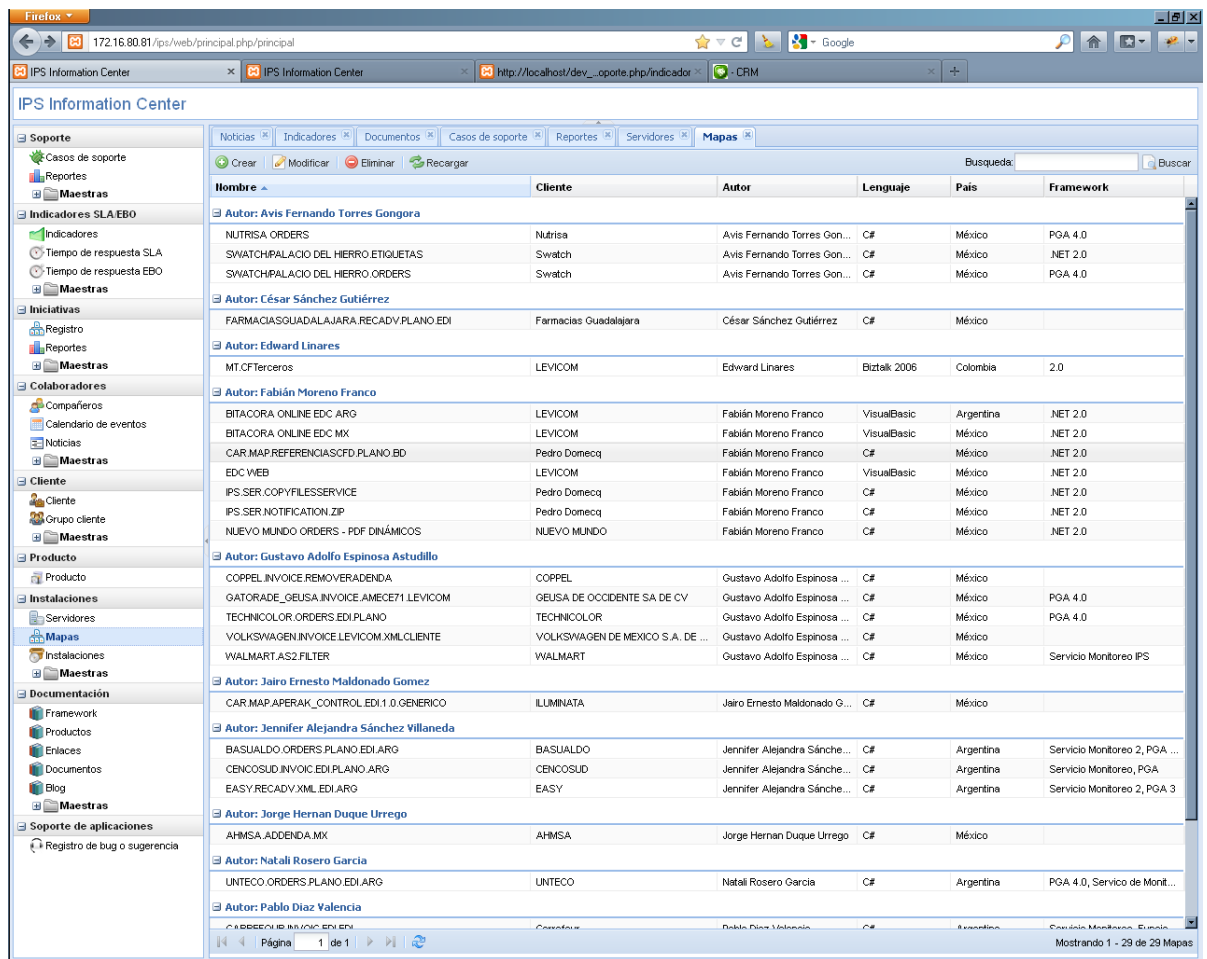 Firefox
172.16.80.81/ips/web/principal.php/principal
Google
IPS Information Center
IPS Information Center
http://localhost/dev_...oporte.php/indicador
- CRM
IPS Information Center
Soporte
Casos de soporte
Reportes
Maestras
Indicadores SLA/EBO
Indicadores
Tiempo de respuesta SLA
Tiempo de respuesta EBO
Maestras
Iniciativas
Registro
Reportes
Maestras
Colaboradores
Compañeros
Calendario de eventos
Noticias
Maestras
Cliente
Cliente
Grupo cliente
Maestras
Producto
Producto
Instalaciones
Servidores
Mapas
Instalaciones
Maestras
Documentación
Framework
Productos
Enlaces
Documentos
Blog
Maestras
Soporte de aplicaciones
Registro de bug o sugerencia
Noticias Indicadores Documentos Casos de soporte Reportes Servidores Mapas
Crear Modificar Eliminar Recargar Busqueda: Buscar
Nombre Cliente Autor Lenguaje Pais Framework
Autor: Avis Fernando Torres Gongora
NUTRISA ORDERS Nutrisa Avis Fernando Torres Gon... C# México PGA 4.0
SWATCH/PALACIO DEL HIERRO.ETIQUETAS Swatch Avis Fernando Torres Gon... C# México .NET 2.0
SWATCH/PALACIO DEL HIERRO.ORDERS Swatch Avis Fernando Torres Gon... C# México PGA 4.0
Autor: César Sánchez Gutiérrez
FARMACIASGUADALAJARA.RECADV.PLANO.EDI Farmacias Guadalajara César Sánchez Gutiérrez C# México
Autor: Edward Linares
MT.CFTerceros LEVICOM Edward Linares Biztalk 2006 Colombia 2.0
Autor: Fabián Moreno Franco
BITACORA ONLINE EDC ARG LEVICOM Fabián Moreno Franco VisualBasic Argentina .NET 2.0
BITACORA ONLINE EDC MX LEVICOM Fabián Moreno Franco VisualBasic México .NET 2.0
CAR.MAP.REFERENCIASCFD.PLANO.BD Pedro Domecq Fabián Moreno Franco C# México .NET 2.0
EDC WEB LEVICOM Fabián Moreno Franco VisualBasic México .NET 2.0
IPS.SER.COPYFILESSERVICE Pedro Domecq Fabián Moreno Franco C# México .NET 2.0
IPS.SER.NOTIFICATION.ZIP Pedro Domecq Fabián Moreno Franco C# México .NET 2.0
NUEVO MUNDO ORDERS - PDF DINÁMICOS NUEVO MUNDO Fabián Moreno Franco C# México .NET 2.0
Autor: Gustavo Adolfo Espinosa Astudillo
COPPEL.INVOICE.REMOVERADENDA COPPEL Gustavo Adolfo Espinosa ... C# México
GATORADE_GEUSA.INVOICE.AMECE71.LEVICOM GEUSA DE OCCIDENTE SA DE CV Gustavo Adolfo Espinosa ... C# México PGA 4.0
TECHNICOLOR.ORDERS.EDI.PLANO TECHNICOLOR Gustavo Adolfo Espinosa ... C# México PGA 4.0
VOLKSWAGEN.INVOICE.LEVICOM.XMLCLIENTE VOLKSWAGEN DE MEXICO S.A. DE ... Gustavo Adolfo Espinosa ... C# México
WALMART.AS2.FILTER WALMART Gustavo Adolfo Espinosa ... C# México Servicio Monitoreo IPS
Autor: Jairo Ernesto Maldonado Gomez
CAR.MAP.APERAK_CONTROL.EDI.1.0.GENERICO ILUMINATA Jairo Ernesto Maldonado G... C# México
Autor: Jennifer Alejandra Sánchez Villaneda
BASUALDO.ORDERS.PLANO.EDI.ARG BASUALDO Jennifer Alejandra Sánche... C# Argentina Servicio Monitoreo 2, PGA ...
CENCOSUD.INVOIC.EDI.PLANO.ARG CENCOSUD Jennifer Alejandra Sánche... C# Argentina Servicio Monitoreo, PGA
EASY.RECADV.XML.EDI.ARG EASY Jennifer Alejandra Sánche... C# Argentina Servicio Monitoreo 2, PGA 3
Autor: Jorge Hernan Duque Urrego
AHMSA.ADDENDA.MX AHMSA Jorge Hernan Duque Urrego C# México
Autor: Natali Rosero Garcia
UNTECO.ORDERS.PLANO.EDI.ARG UNTECO Natali Rosero Garcia C# Argentina PGA 4.0, Servico de Monit...
Autor: Pablo Diaz Valencia
CARREFOUR.INVOIC.EDI.EDI Carrefour Pablo Diaz Valencia C# Argentina
Página 1 de 1 Mostrando 1 - 29 de 29 Mapas